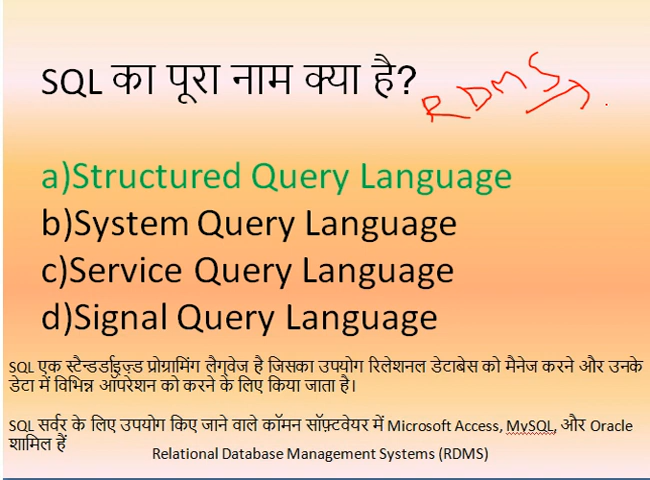 SQL का पूरा नाम क्या है?
RDMS
a)Structured Query Language
b)System Query Language
c)Service Query Language
d)Signal Query Language
SQL एक स्टैन्डर्डाइज़्ड प्रोग्रामिंग लैंग्वेज है जिसका उपयोग रिलेशनल डेटाबेस को मैनेज करने और उनके
डेटा में विभिन्न ऑपरेशन को करने के लिए किया जाता है।
SQL सर्वर के लिए उपयोग किए जाने वाले कॉमन सॉफ़्टवेयर में Microsoft Access, MySQL, और Oracle
शामिल हैं
Relational Database Management Systems (RDMS)